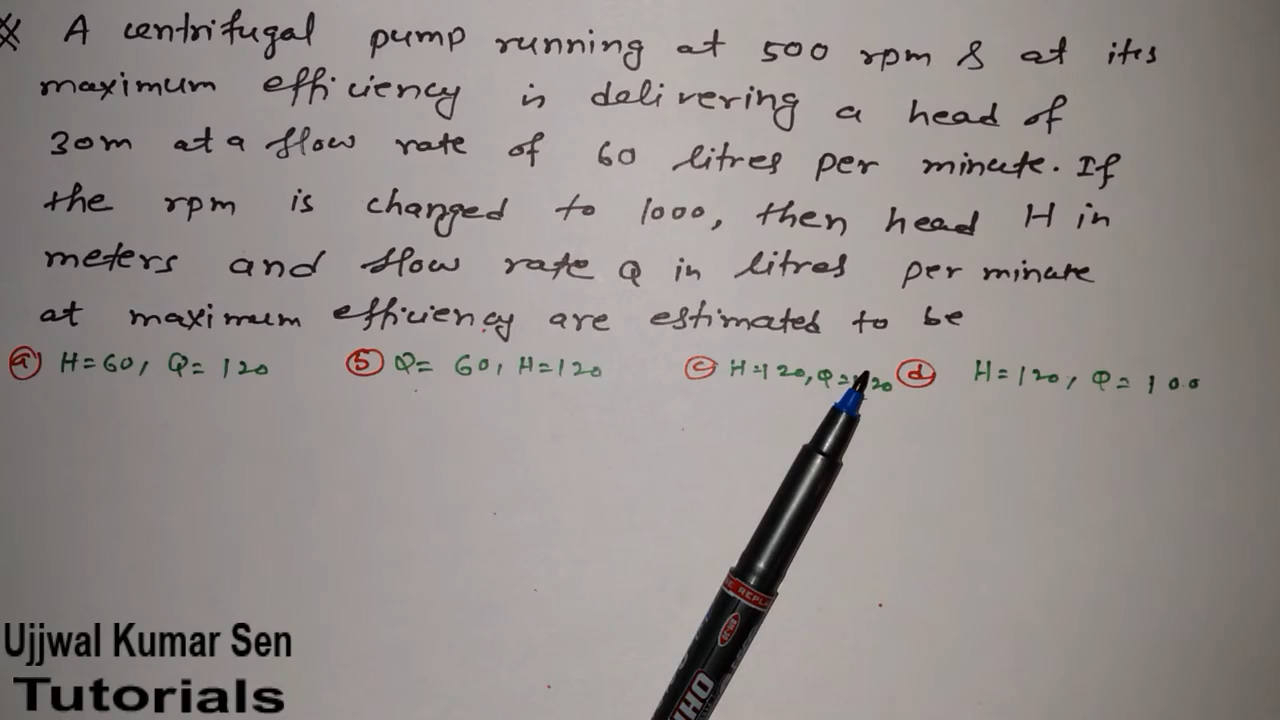 A centrifugal pump running at 500 rpm & at its
maximum efficiency is delivering a head of
30m at a flow rate of 60 litres per minute. If
the rpm is changed to 1000, then head H in
meters and flow rate Q in litres per minute
at maximum efficiency are estimated to be
a) H=60, Q= 120 b Q= 60, H=120 c H=120, Q=120 d H=120, Q= 100
Ujjwal Kumar Sen
Tutorials